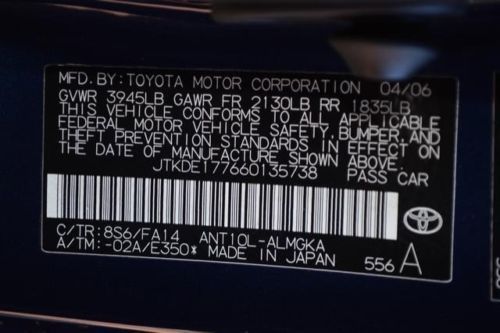 MFD.BY: TOYOTA MOTOR CORPORATION 04/06
GVWR 3945LB GAWR FR 2130LB RR 1835LB
THIS VEHICLE CONFORMS TO ALL APPLICABLE
FEDERAL MOTOR VEHICLE SAFETY, BUMPER, AND
THEFT PREVENTION STANDARDS IN EFFECT ON
THE DATE OF MANUFACTURE SHOWN ABOVE.
JTKDE177660135738 PASS CAR
C/TR: 8S6/FA14 ANT10L-ALMGKA
A/TM: -02A/E350* MADE IN JAPAN 556 A